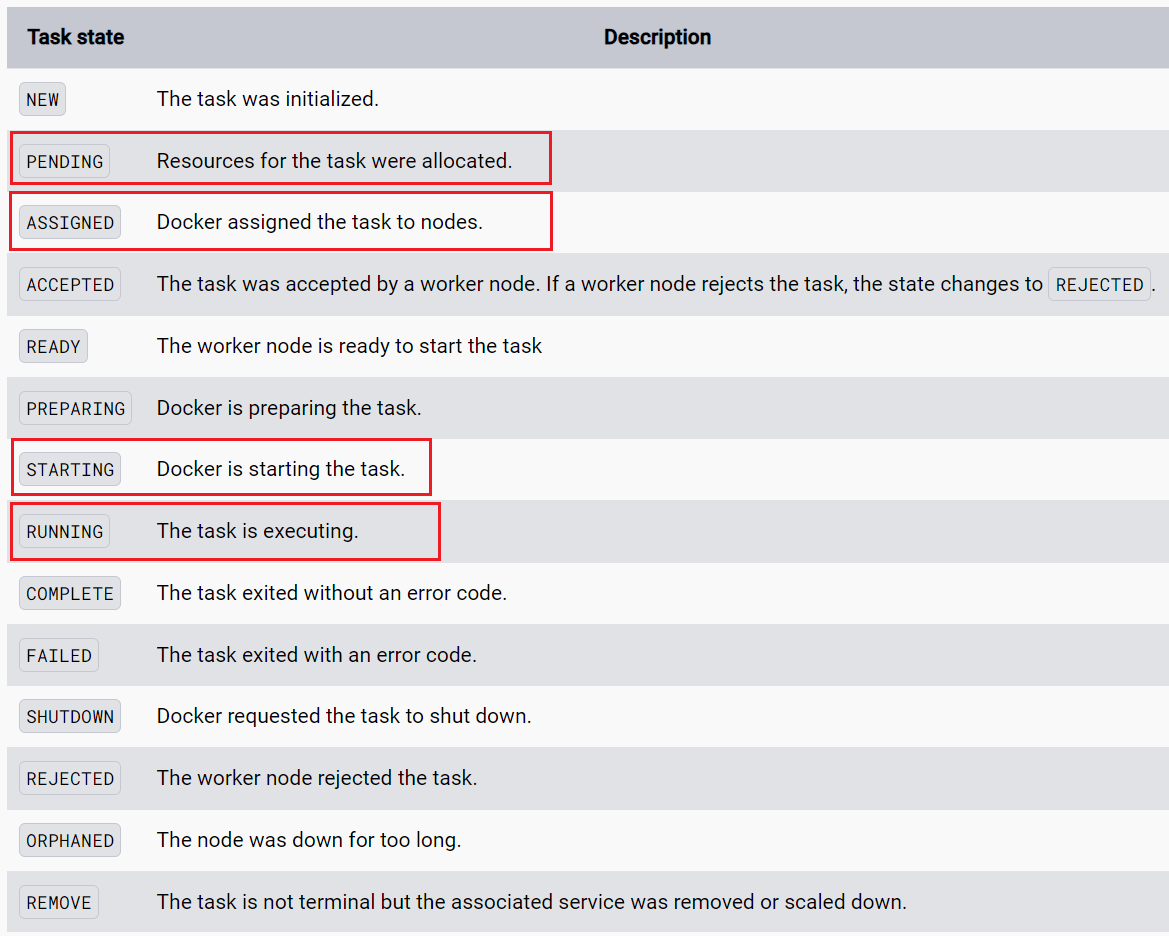 Task state Description
NEW The task was initialized.
PENDING Resources for the task were allocated.
ASSIGNED Docker assigned the task to nodes.
ACCEPTED The task was accepted by a worker node. If a worker node rejects the task, the state changes to REJECTED.
READY The worker node is ready to start the task
PREPARING Docker is preparing the task.
STARTING Docker is starting the task.
RUNNING The task is executing.
COMPLETE The task exited without an error code.
FAILED The task exited with an error code.
SHUTDOWN Docker requested the task to shut down.
REJECTED The worker node rejected the task.
ORPHANED The node was down for too long.
REMOVE The task is not terminal but the associated service was removed or scaled down.